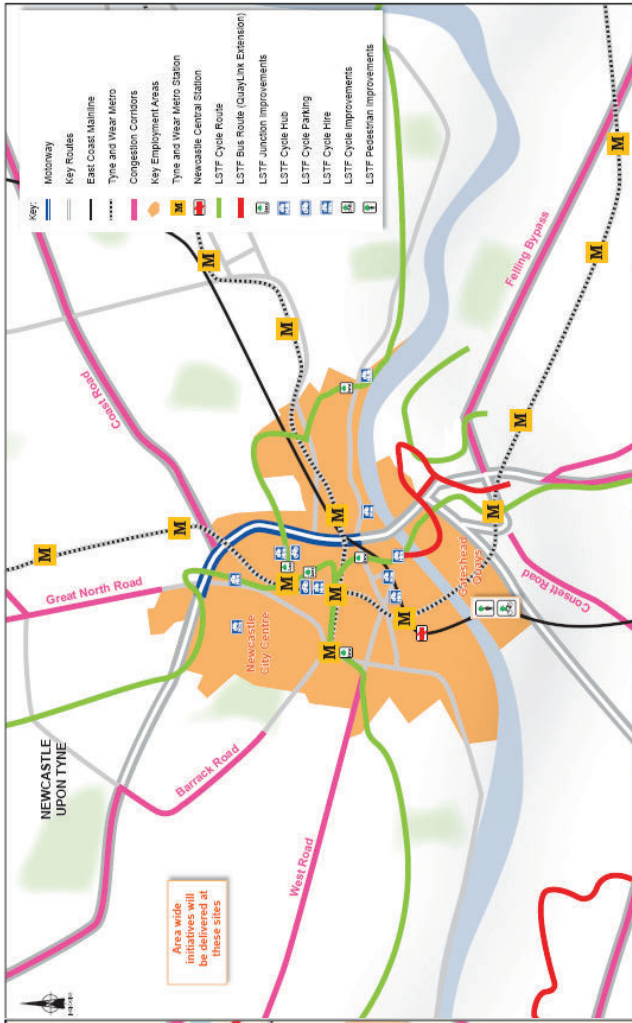 NEWCASTLE
UPON TYNE
Area wide
initiatives will
be delivered at
these sites
Great North Road
Coast Road
Barrack Road
West Road
Newcastle
City Centre
Gateshead
Quays
Consett Road
Felling Bypass
M
M
M
M
M
M
M
M
M
M
M
M
M
N
Key:
Motorway
Key Routes
East Coast Mainline
Tyne and Wear Metro
Congestion Corridors
Key Employment Areas
M
Tyne and Wear Metro Station
Newcastle Central Station
LSTF Cycle Route
LSTF Bus Route (QuayLink Extension)
LSTF Junction Improvements
LSTF Cycle Hub
LSTF Cycle Parking
LSTF Cycle Hire
LSTF Cycle Improvements
LSTF Pedestrian Improvements